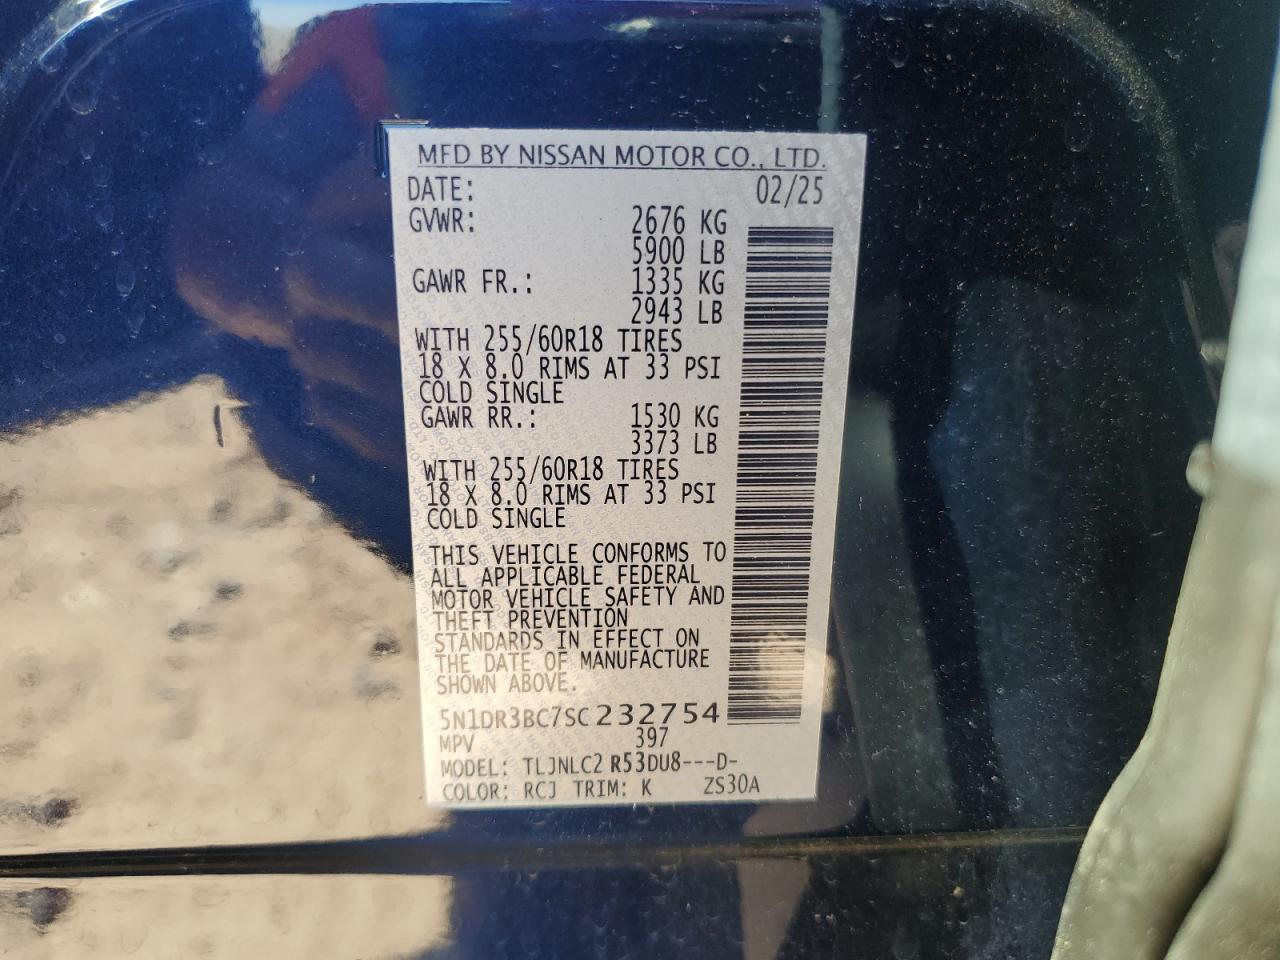 MFD BY NISSAN MOTOR CO., LTD.
DATE: 02/25
GVWR: 2676 KG
5900 LB
GAWR FR.: 1335 KG
2943 LB
WITH 255/60R18 TIRES
18 X 8.0 RIMS AT 33 PSI
COLD SINGLE
GAWR RR.: 1530 KG
3373 LB
WITH 255/60R18 TIRES
18 X 8.0 RIMS AT 33 PSI
COLD SINGLE
THIS VEHICLE CONFORMS TO
ALL APPLICABLE FEDERAL
MOTOR VEHICLE SAFETY AND
THEFT PREVENTION
STANDARDS IN EFFECT ON
THE DATE OF MANUFACTURE
SHOWN ABOVE.
5N1DR3BC7SC232754
MPV 397
MODEL: TLJNLC2 R53DU8---D-
COLOR: RCJ TRIM: K ZS30A